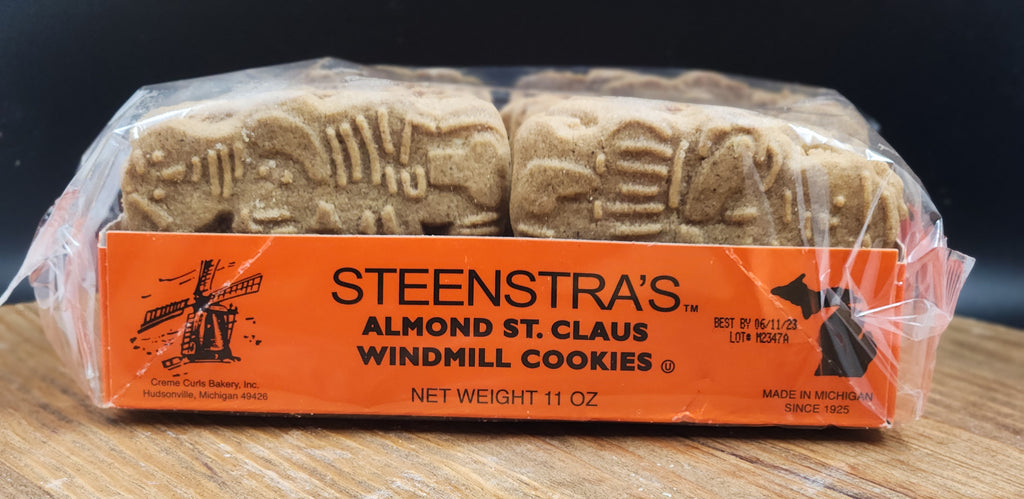 STEENSTRA'S™
ALMOND ST. CLAUS
WINDMILL COOKIES Ⓤ
NET WEIGHT 11 OZ
Creme Curls Bakery, Inc.
Hudsonville, Michigan 49426
BEST BY 06/11/23
LOT# M2347A
MADE IN MICHIGAN
SINCE 1925